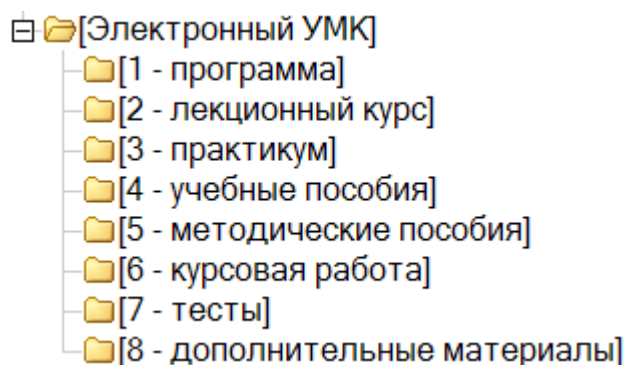 [Электронный УМК]
[1 - программа]
[2 - лекционный курс]
[3 - практикум]
[4 - учебные пособия]
[5 - методические пособия]
[6 - курсовая работа]
[7 - тесты]
[8 - дополнительные материалы]